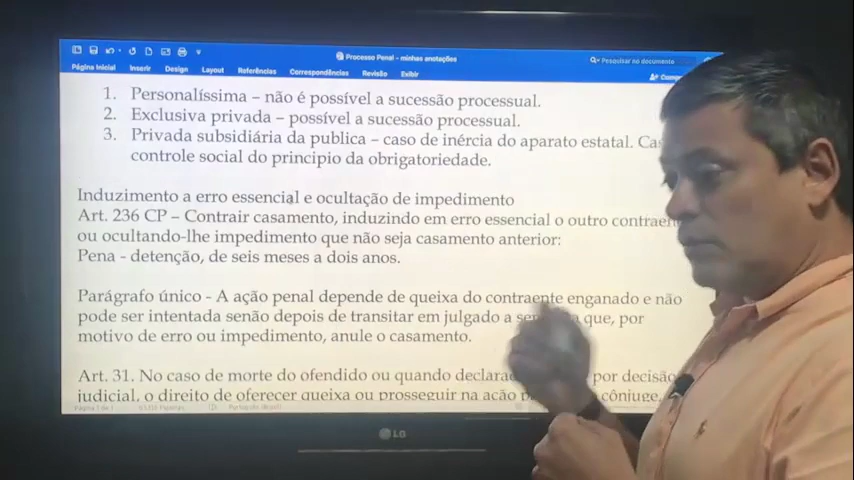 Processo Penal - minhas anotações
Pesquisar no documento
Página Inicial Inserir Design Layout Referências Correspondências Revisão Exibir
1. Personalíssima – não é possível a sucessão processual.
2. Exclusiva privada – possível a sucessão processual.
3. Privada subsidiária da publica – caso de inércia do aparato estatal.
controle social do principio da obrigatoriedade.
Induzimento a erro essencial e ocultação de impedimento
Art. 236 CP – Contrair casamento, induzindo em erro essencial o outro
ou ocultando-lhe impedimento que não seja casamento anterior:
Pena - detenção, de seis meses a dois anos.
Parágrafo único - A ação penal depende de queixa do contraente enganado e não
pode ser intentada senão depois de transitar em julgado a que, por
motivo de erro ou impedimento, anule o casamento.
Art. 31. No caso de morte do ofendido ou quando por decisão
judicial, o direito de oferecer queixa ou prosseguir na ação cônjuge,
LG